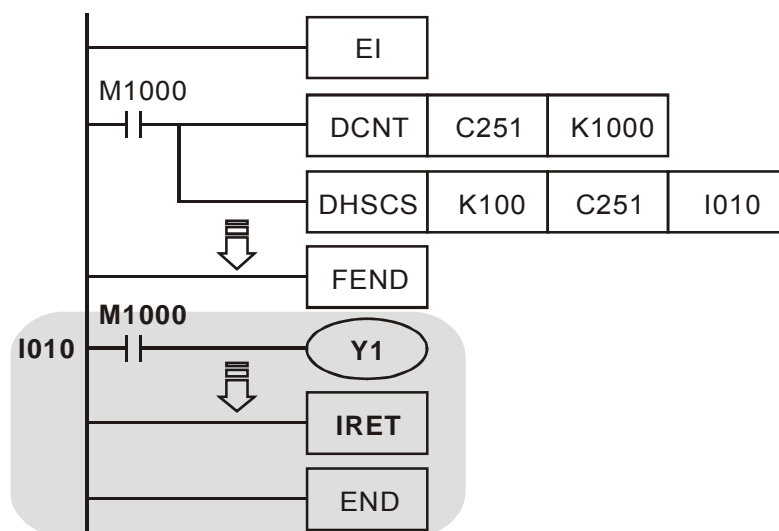 EI
M1000
DCNT C251 K1000
DHSCS K100 C251 I010
FEND
M1000
I010 Y1
IRET
END